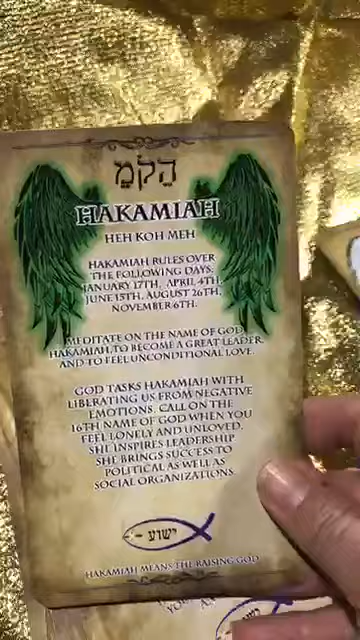 הַקֹמַ
HAKAMIAH
HEH KOH MEH
HAKAMIAH RULES OVER
THE FOLLOWING DAYS:
JANUARY 17TH, APRIL 4TH,
JUNE 15TH, AUGUST 26TH,
NOVEMBER 6TH.
MEDITATE ON THE NAME OF GOD,
HAKAMIAH, TO BECOME A GREAT LEADER,
AND TO FEEL UNCONDITIONAL LOVE.
GOD TASKS HAKAMIAH WITH
LIBERATING US FROM NEGATIVE
EMOTIONS. CALL ON THE
16TH NAME OF GOD WHEN YOU
FEEL LONELY AND UNLOVED.
SHE INSPIRES LEADERSHIP
SHE BRINGS SUCCESS TO
POLITICAL AS WELL AS
SOCIAL ORGANIZATIONS.
ישוע
HAKAMIAH MEANS THE RAISING GOD